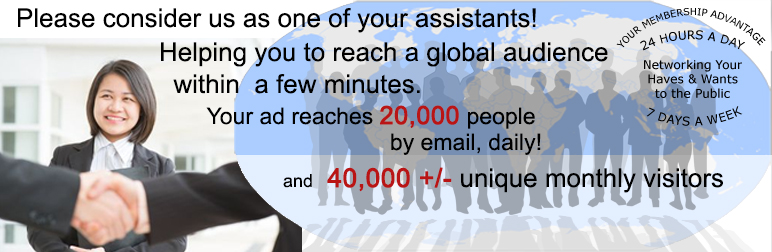 Please consider us as one of your assistants!
Helping you to reach a global audience
within a few minutes.
Your ad reaches 20,000 people
by email, daily!
and 40,000 +/- unique monthly visitors
YOUR MEMBERSHIP ADVANTAGE
24 HOURS A DAY
Networking Your
Haves & Wants
to the Public
7 DAYS A WEEK